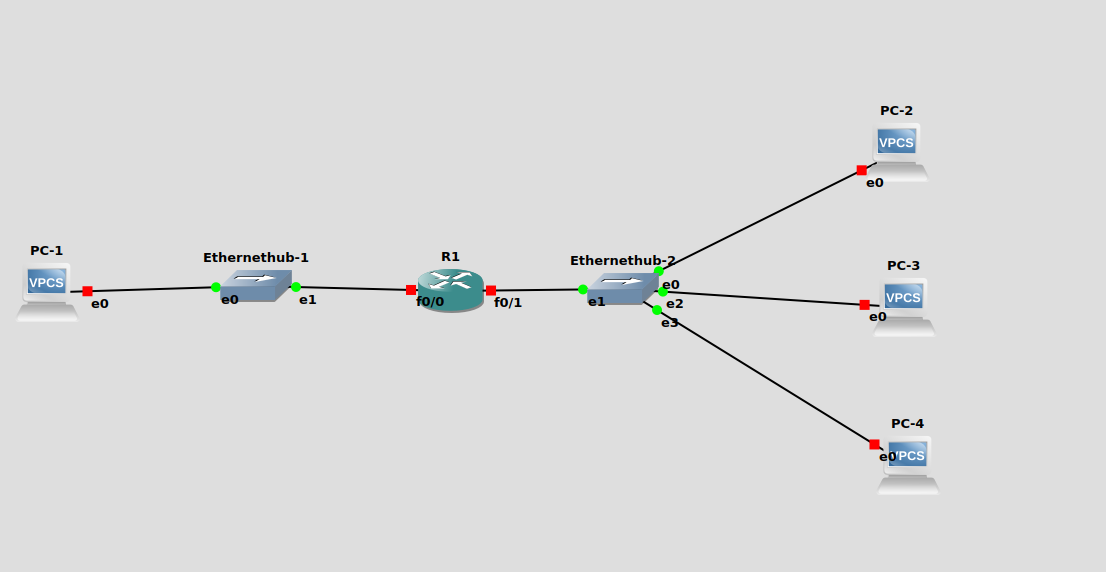 PC-2
VPCS
e0
PC-1
VPCS
e0
Ethernethub-1
e0
e1
R1
f0/0
f0/1
Ethernethub-2
e1
e0
e2
e3
PC-3
VPCS
e0
PC-4
VPCS
e0